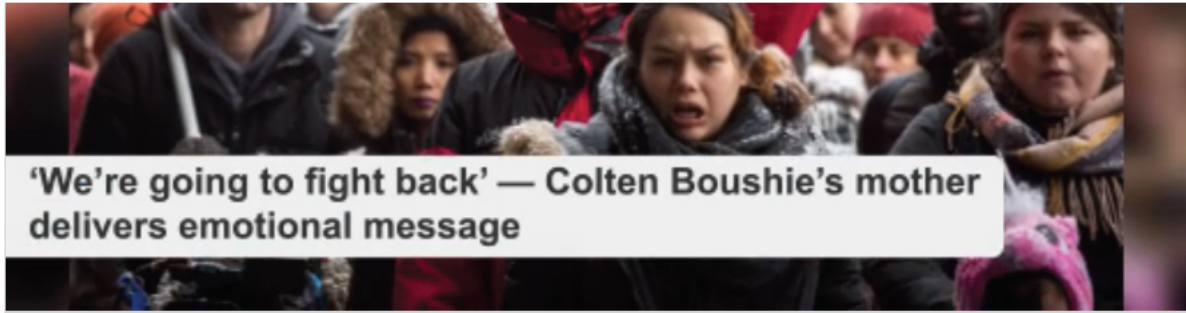 ‘We’re going to fight back’ — Colten Boushie’s mother
delivers emotional message